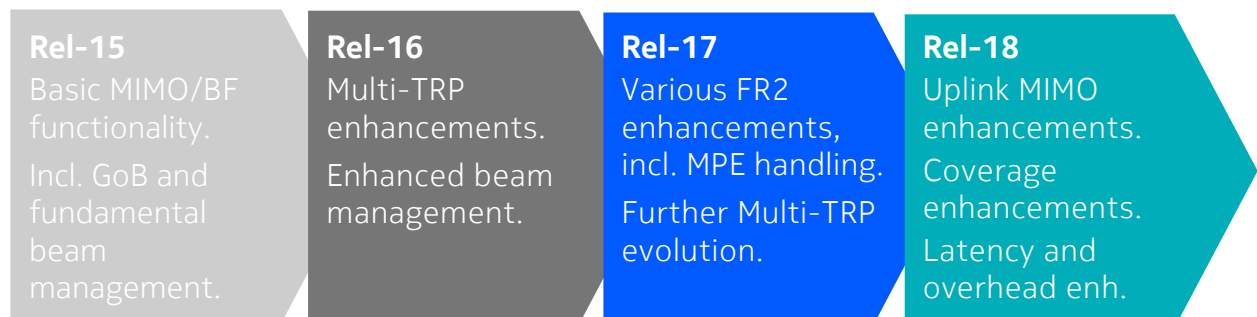 Rel-15
Basic MIMO/BF
functionality.
Incl. GoB and
fundamental
beam
management.
Rel-16
Multi-TRP
enhancements.
Enhanced beam
management.
Rel-17
Various FR2
enhancements,
incl. MPE handling.
Further Multi-TRP
evolution.
Rel-18
Uplink MIMO
enhancements.
Coverage
enhancements.
Latency and
overhead enh.